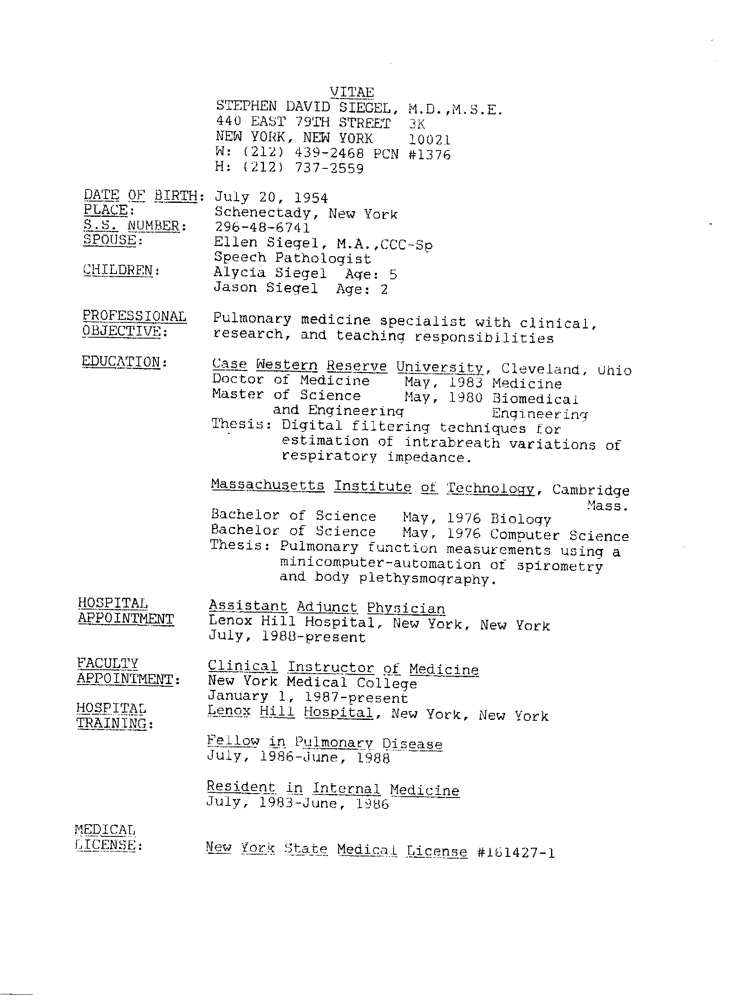 VITAE
STEPHEN DAVID SIEGEL, M.D.,M.S.E.
440 EAST 79TH STREET 3K
NEW YORK, NEW YORK 10021
W: (212) 439-2468 PCN #1376
H: (212) 737-2559
DATE OF BIRTH: July 20, 1954
PLACE: Schenectady, New York
S.S. NUMBER: 296-48-6741
SPOUSE: Ellen Siegel, M.A.,CCC-Sp
Speech Pathologist
CHILDREN: Alycia Siegel Age: 5
Jason Siegel Age: 2
PROFESSIONAL Pulmonary medicine specialist with clinical,
OBJECTIVE: research, and teaching responsibilities
EDUCATION: Case Western Reserve University, Cleveland, Ohio
Doctor of Medicine May, 1983 Medicine
Master of Science May, 1980 Biomedical
and Engineering Engineering
Thesis: Digital filtering techniques for
estimation of intrabreath variations of
respiratory impedance.
Massachusetts Institute of Technology, Cambridge
Mass.
Bachelor of Science May, 1976 Biology
Bachelor of Science May, 1976 Computer Science
Thesis: Pulmonary function measurements using a
minicomputer-automation of spirometry
and body plethysmography.
HOSPITAL Assistant Adjunct Physician
APPOINTMENT Lenox Hill Hospital, New York, New York
July, 1988-present
FACULTY Clinical Instructor of Medicine
APPOINTMENT: New York Medical College
January 1, 1987-present
HOSPITAL Lenox Hill Hospital, New York, New York
TRAINING:
Fellow in Pulmonary Disease
July, 1986-June, 1988
Resident in Internal Medicine
July, 1983-June, 1986
MEDICAL
LICENSE: New York State Medical License #161427-1